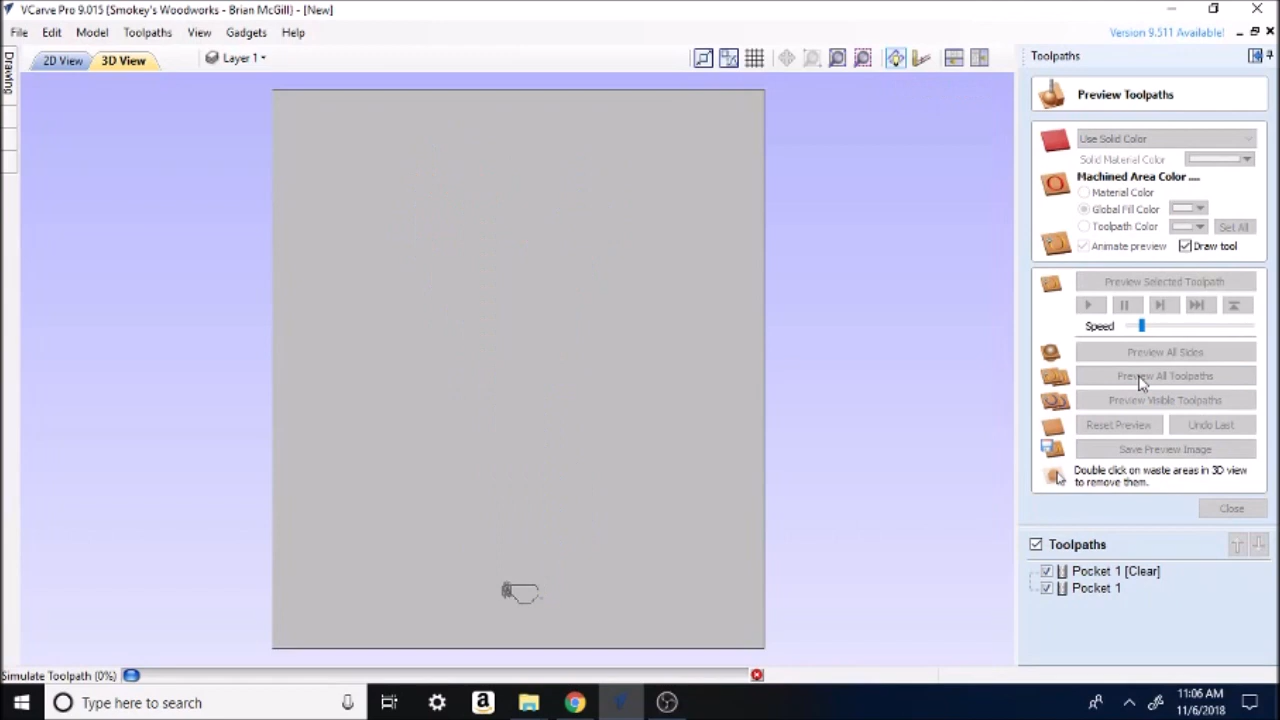 VCarve Pro 9.015 {Smokey's Woodworks - Brian McGill} - [New]
File Edit Model Toolpaths View Gadgets Help
Version 9.511 Available!
Drawing
2D View 3D View Layer 1
Toolpaths
Preview Toolpaths
Use Solid Color
Solid Material Color
Machined Area Color ....
Material Color
Global Fill Color
Toolpath Color Set All
Animate preview Draw tool
Preview Selected Toolpath
Speed
Preview All Sides
Preview All Toolpaths
Preview Visible Toolpaths
Reset Preview Undo Last
Save Preview Image
Double click on waste areas in 3D view
to remove them.
Close
Toolpaths
Pocket 1 [Clear]
Pocket 1
Simulate Toolpath (0%)
Type here to search
11:06 AM
11/6/2018